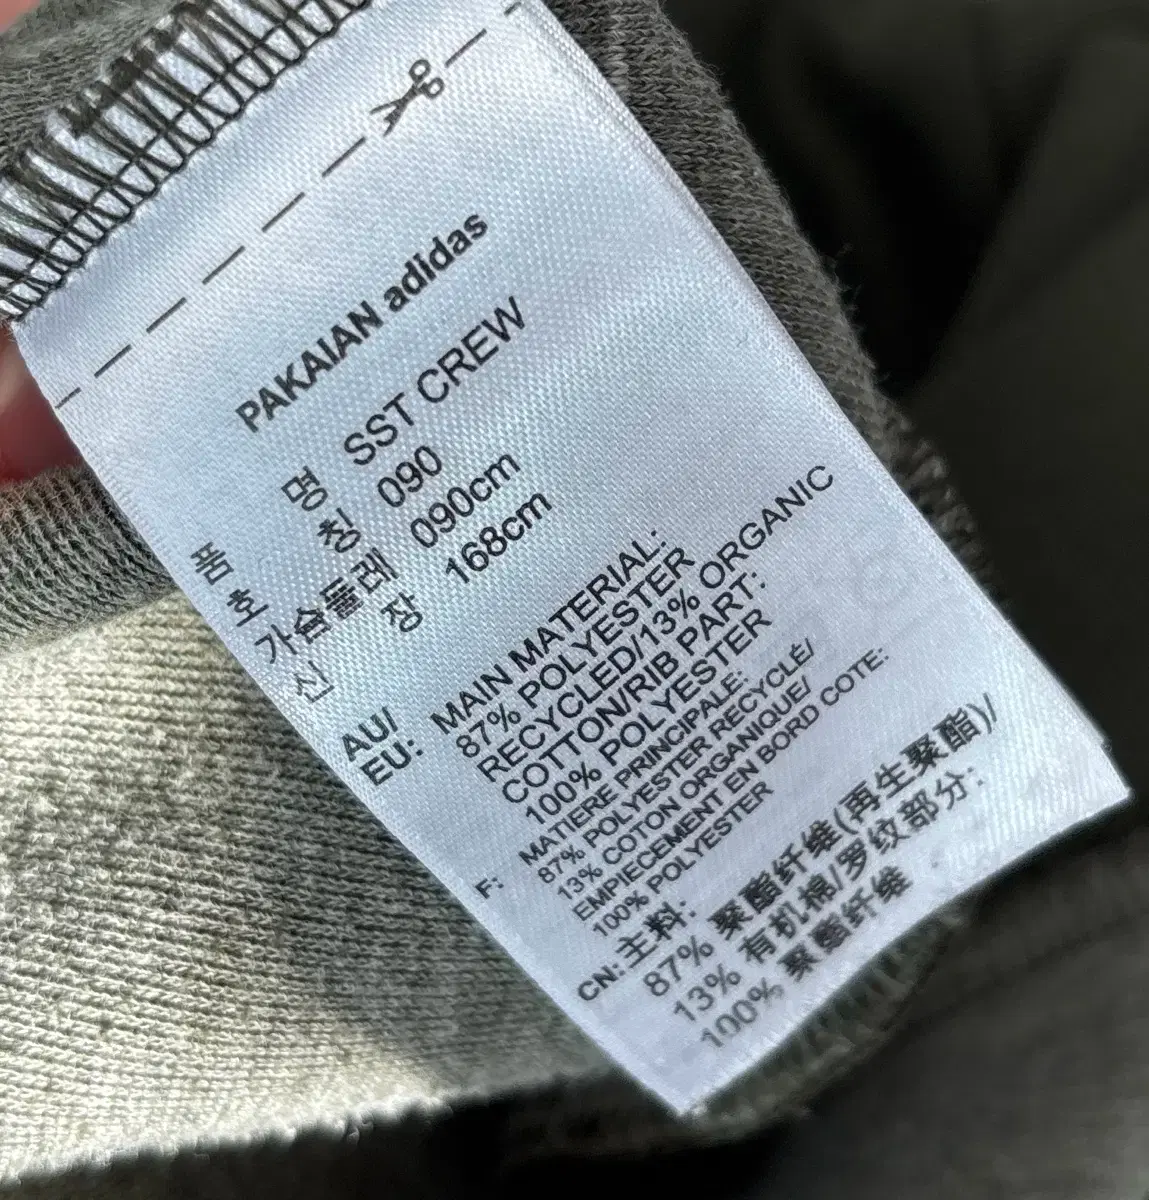 PAKAIAN adidas
품 명 SST CREW
호 칭 090
가슴둘레 090cm
신 장 168cm
AU/ MAIN MATERIAL:
EU: 87% POLYESTER
RECYCLED/13% ORGANIC
COTTON/RIB PART:
100% POLYESTER
F: MATIERE PRINCIPALE:
87% POLYESTER RECYCLÉ/
13% COTON ORGANIQUE/
EMPIECEMENT EN BORD COTE:
100% POLYESTER
CN: 主料:
87% 聚酯纤维(再生聚酯)/
13% 有机棉/罗纹部分:
100% 聚酯纤维